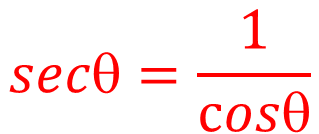 secθ = 1/cosθ